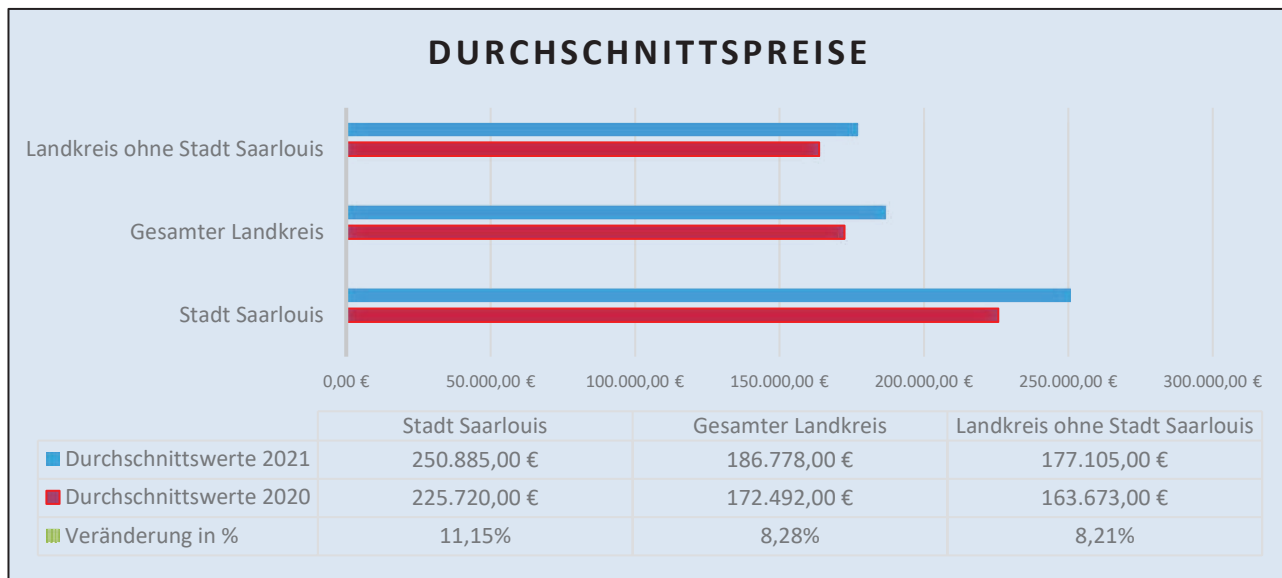 DURCHSCHNITTSPREISE
Landkreis ohne Stadt Saarlouis
Gesamter Landkreis
Stadt Saarlouis
0,00 € 50.000,00 € 100.000,00 € 150.000,00 € 200.000,00 € 250.000,00 € 300.000,00 €
Stadt Saarlouis Gesamter Landkreis Landkreis ohne Stadt Saarlouis
Durchschnittswerte 2021 250.885,00 € 186.778,00 € 177.105,00 €
Durchschnittswerte 2020 225.720,00 € 172.492,00 € 163.673,00 €
Veränderung in % 11,15% 8,28% 8,21%